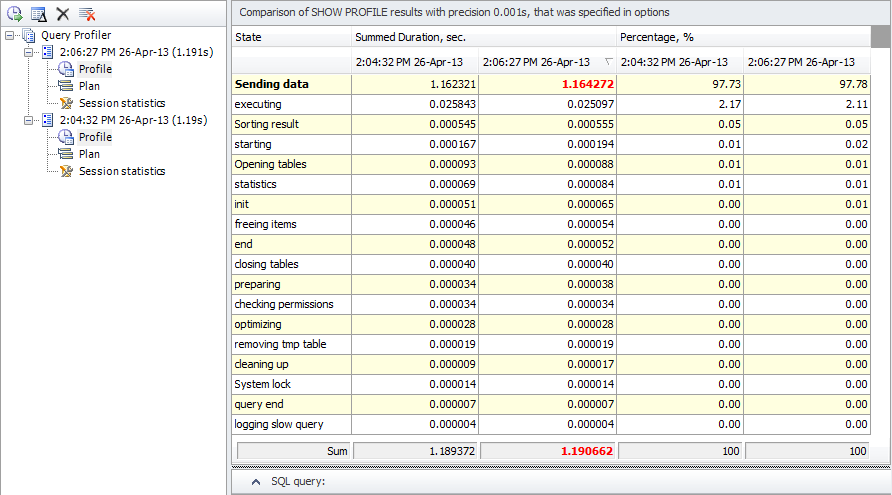 Comparison of SHOW PROFILE results with precision 0.001s, that was specified in options
Query Profiler
2:06:27 PM 26-Apr-13 (1.191s)
Profile
Plan
Session statistics
2:04:32 PM 26-Apr-13 (1.19s)
Profile
Plan
Session statistics
State Summed Duration, sec. Percentage, %
2:04:32 PM 26-Apr-13 2:06:27 PM 26-Apr-13 2:04:32 PM 26-Apr-13 2:06:27 PM 26-Apr-13
Sending data 1.162321 1.164272 97.73 97.78
executing 0.025843 0.025097 2.17 2.11
Sorting result 0.000545 0.000555 0.05 0.05
starting 0.000167 0.000194 0.01 0.02
Opening tables 0.000093 0.000088 0.01 0.01
statistics 0.000069 0.000084 0.01 0.01
init 0.000051 0.000065 0.00 0.01
freeing items 0.000046 0.000054 0.00 0.00
end 0.000048 0.000052 0.00 0.00
closing tables 0.000040 0.000040 0.00 0.00
preparing 0.000034 0.000038 0.00 0.00
checking permissions 0.000034 0.000034 0.00 0.00
optimizing 0.000028 0.000028 0.00 0.00
removing tmp table 0.000019 0.000019 0.00 0.00
cleaning up 0.000009 0.000017 0.00 0.00
System lock 0.000014 0.000014 0.00 0.00
query end 0.000007 0.000007 0.00 0.00
logging slow query 0.000004 0.000004 0.00 0.00
Sum 1.189372 1.190662 100 100
SQL query: